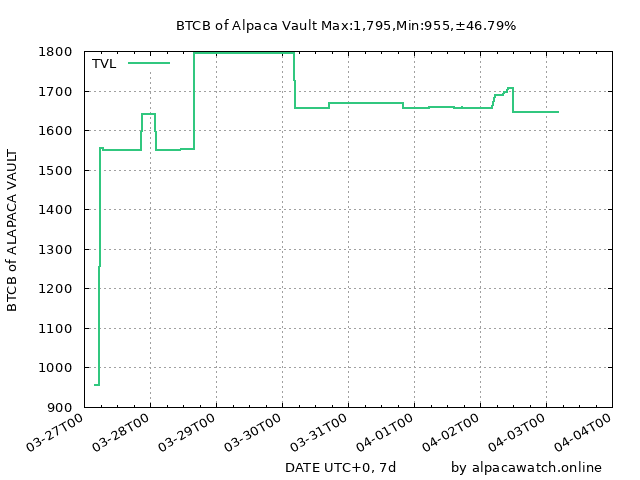 BTCB of Alpaca Vault Max:1,795,Min:955,±46.79%
TVL
BTCB of ALAPACA VAULT
1800
1700
1600
1500
1400
1300
1200
1100
1000
900
03-27T00
03-28T00
03-29T00
03-30T00
03-31T00
04-01T00
04-02T00
04-03T00
04-04T00
DATE UTC+0, 7d
by alpacawatch.online